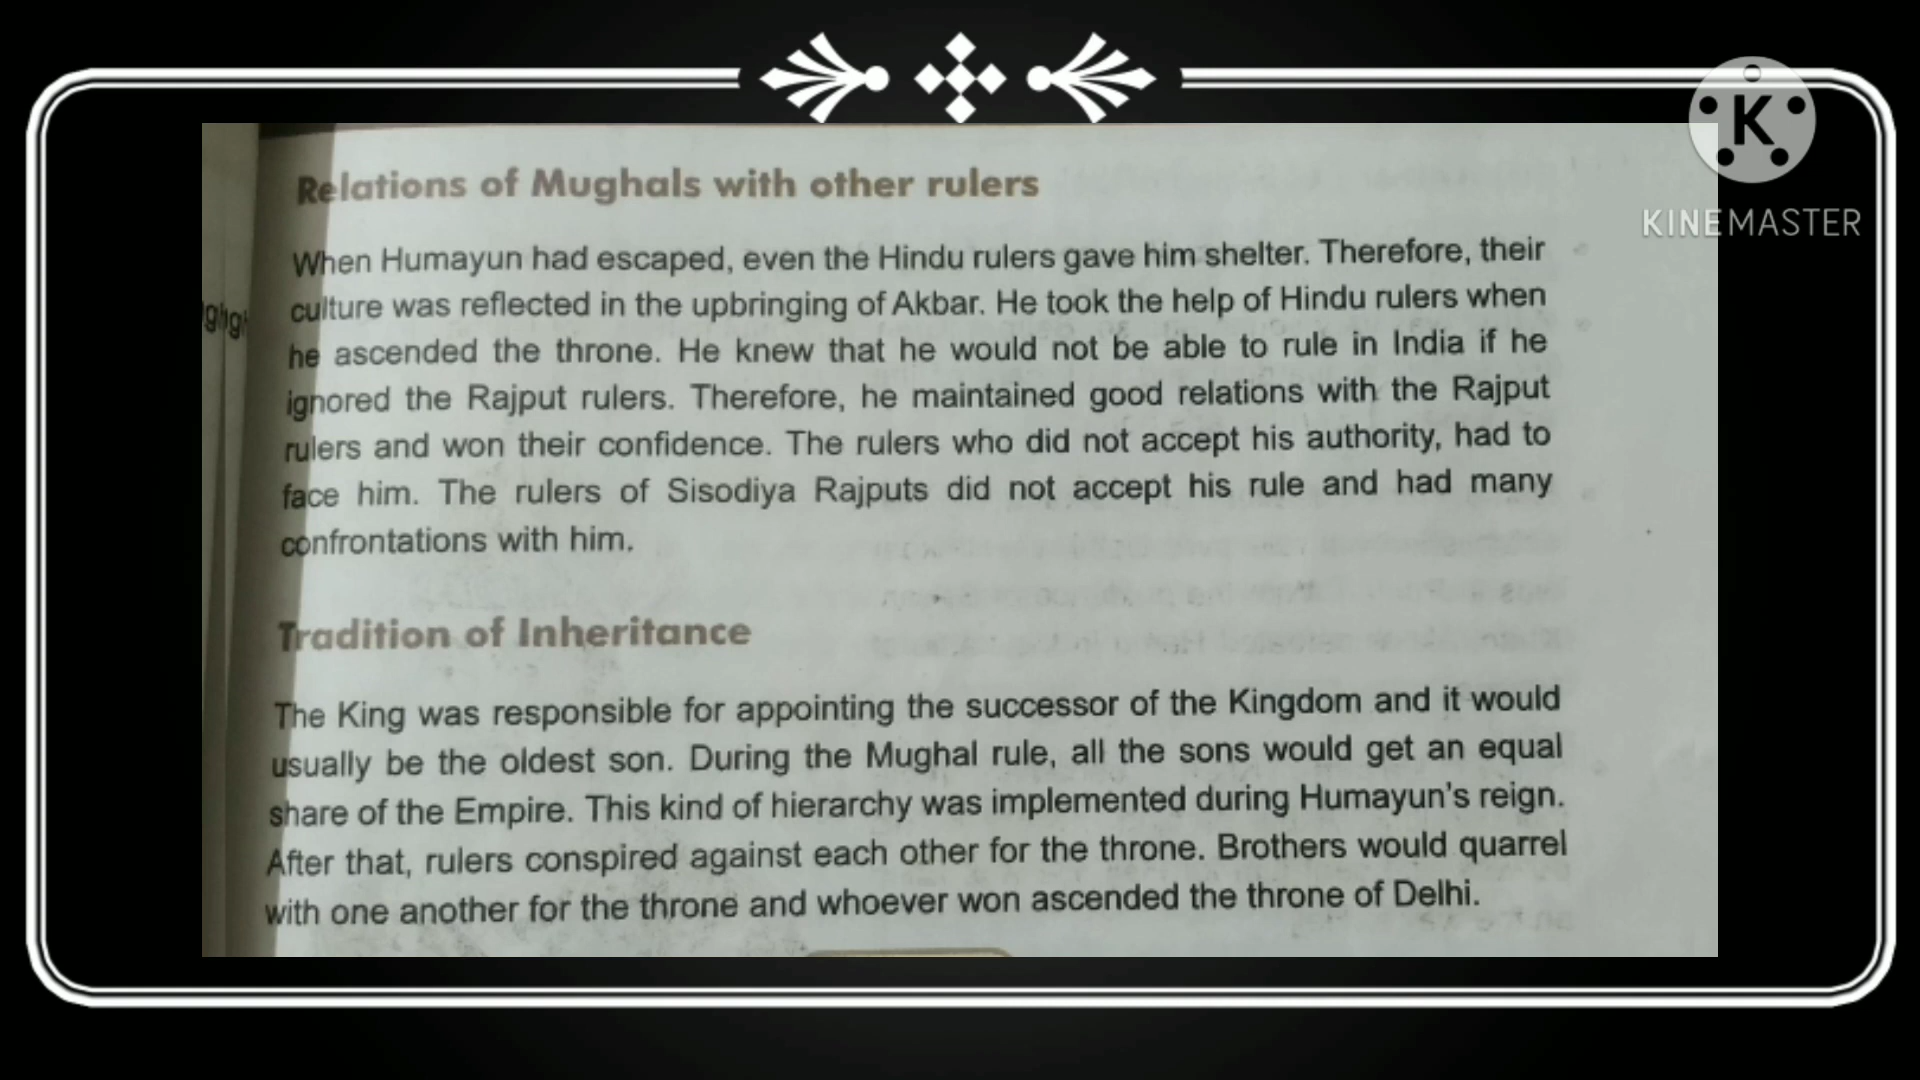 K
KINEMASTER
Relations of Mughals with other rulers
When Humayun had escaped, even the Hindu rulers gave him shelter. Therefore, their
culture was reflected in the upbringing of Akbar. He took the help of Hindu rulers when
he ascended the throne. He knew that he would not be able to rule in India if he
ignored the Rajput rulers. Therefore, he maintained good relations with the Rajput
rulers and won their confidence. The rulers who did not accept his authority, had to
face him. The rulers of Sisodiya Rajputs did not accept his rule and had many
confrontations with him.
Tradition of Inheritance
The King was responsible for appointing the successor of the Kingdom and it would
usually be the oldest son. During the Mughal rule, all the sons would get an equal
share of the Empire. This kind of hierarchy was implemented during Humayun's reign.
After that, rulers conspired against each other for the throne. Brothers would quarrel
with one another for the throne and whoever won ascended the throne of Delhi.